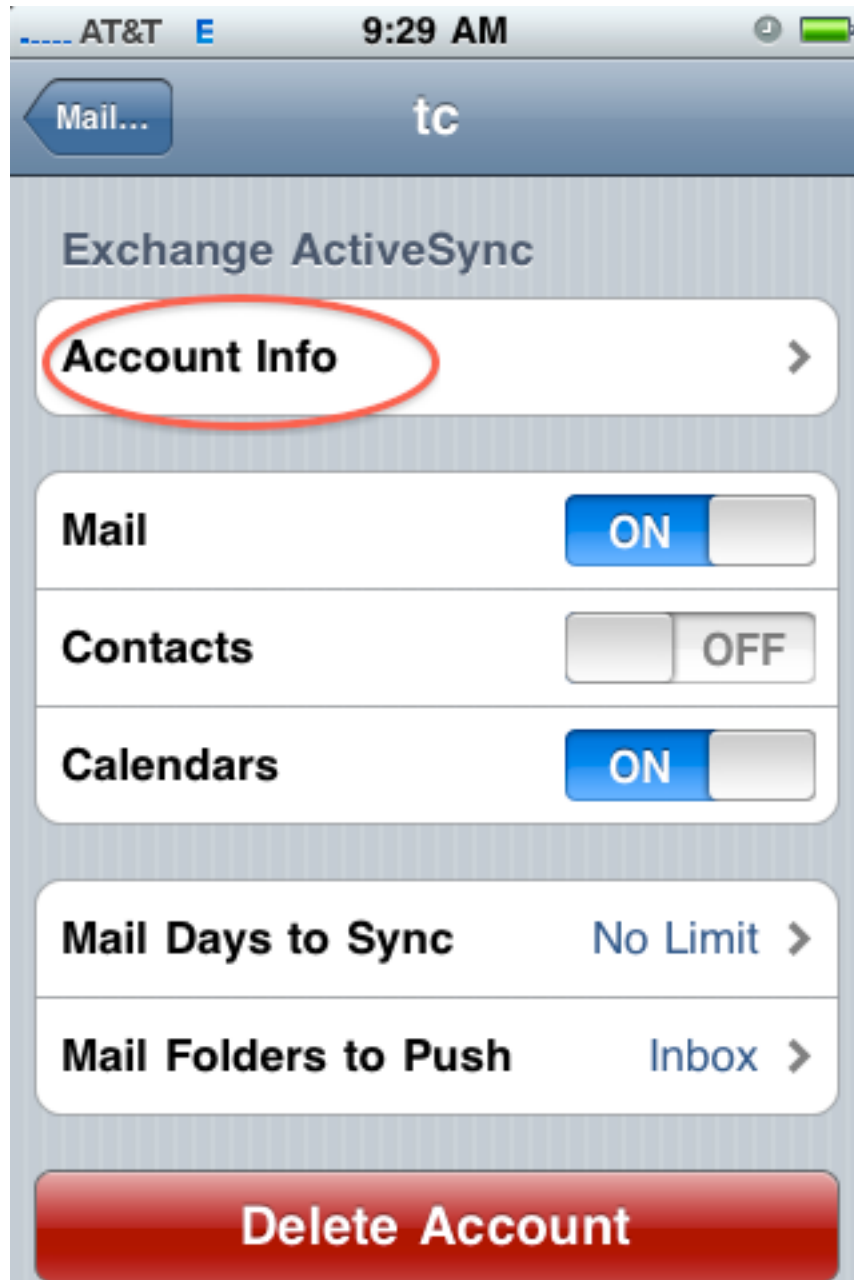 AT&T E 9:29 AM
Mail... tc
Exchange ActiveSync
Account Info
Mail ON
Contacts OFF
Calendars ON
Mail Days to Sync No Limit
Mail Folders to Push Inbox
Delete Account